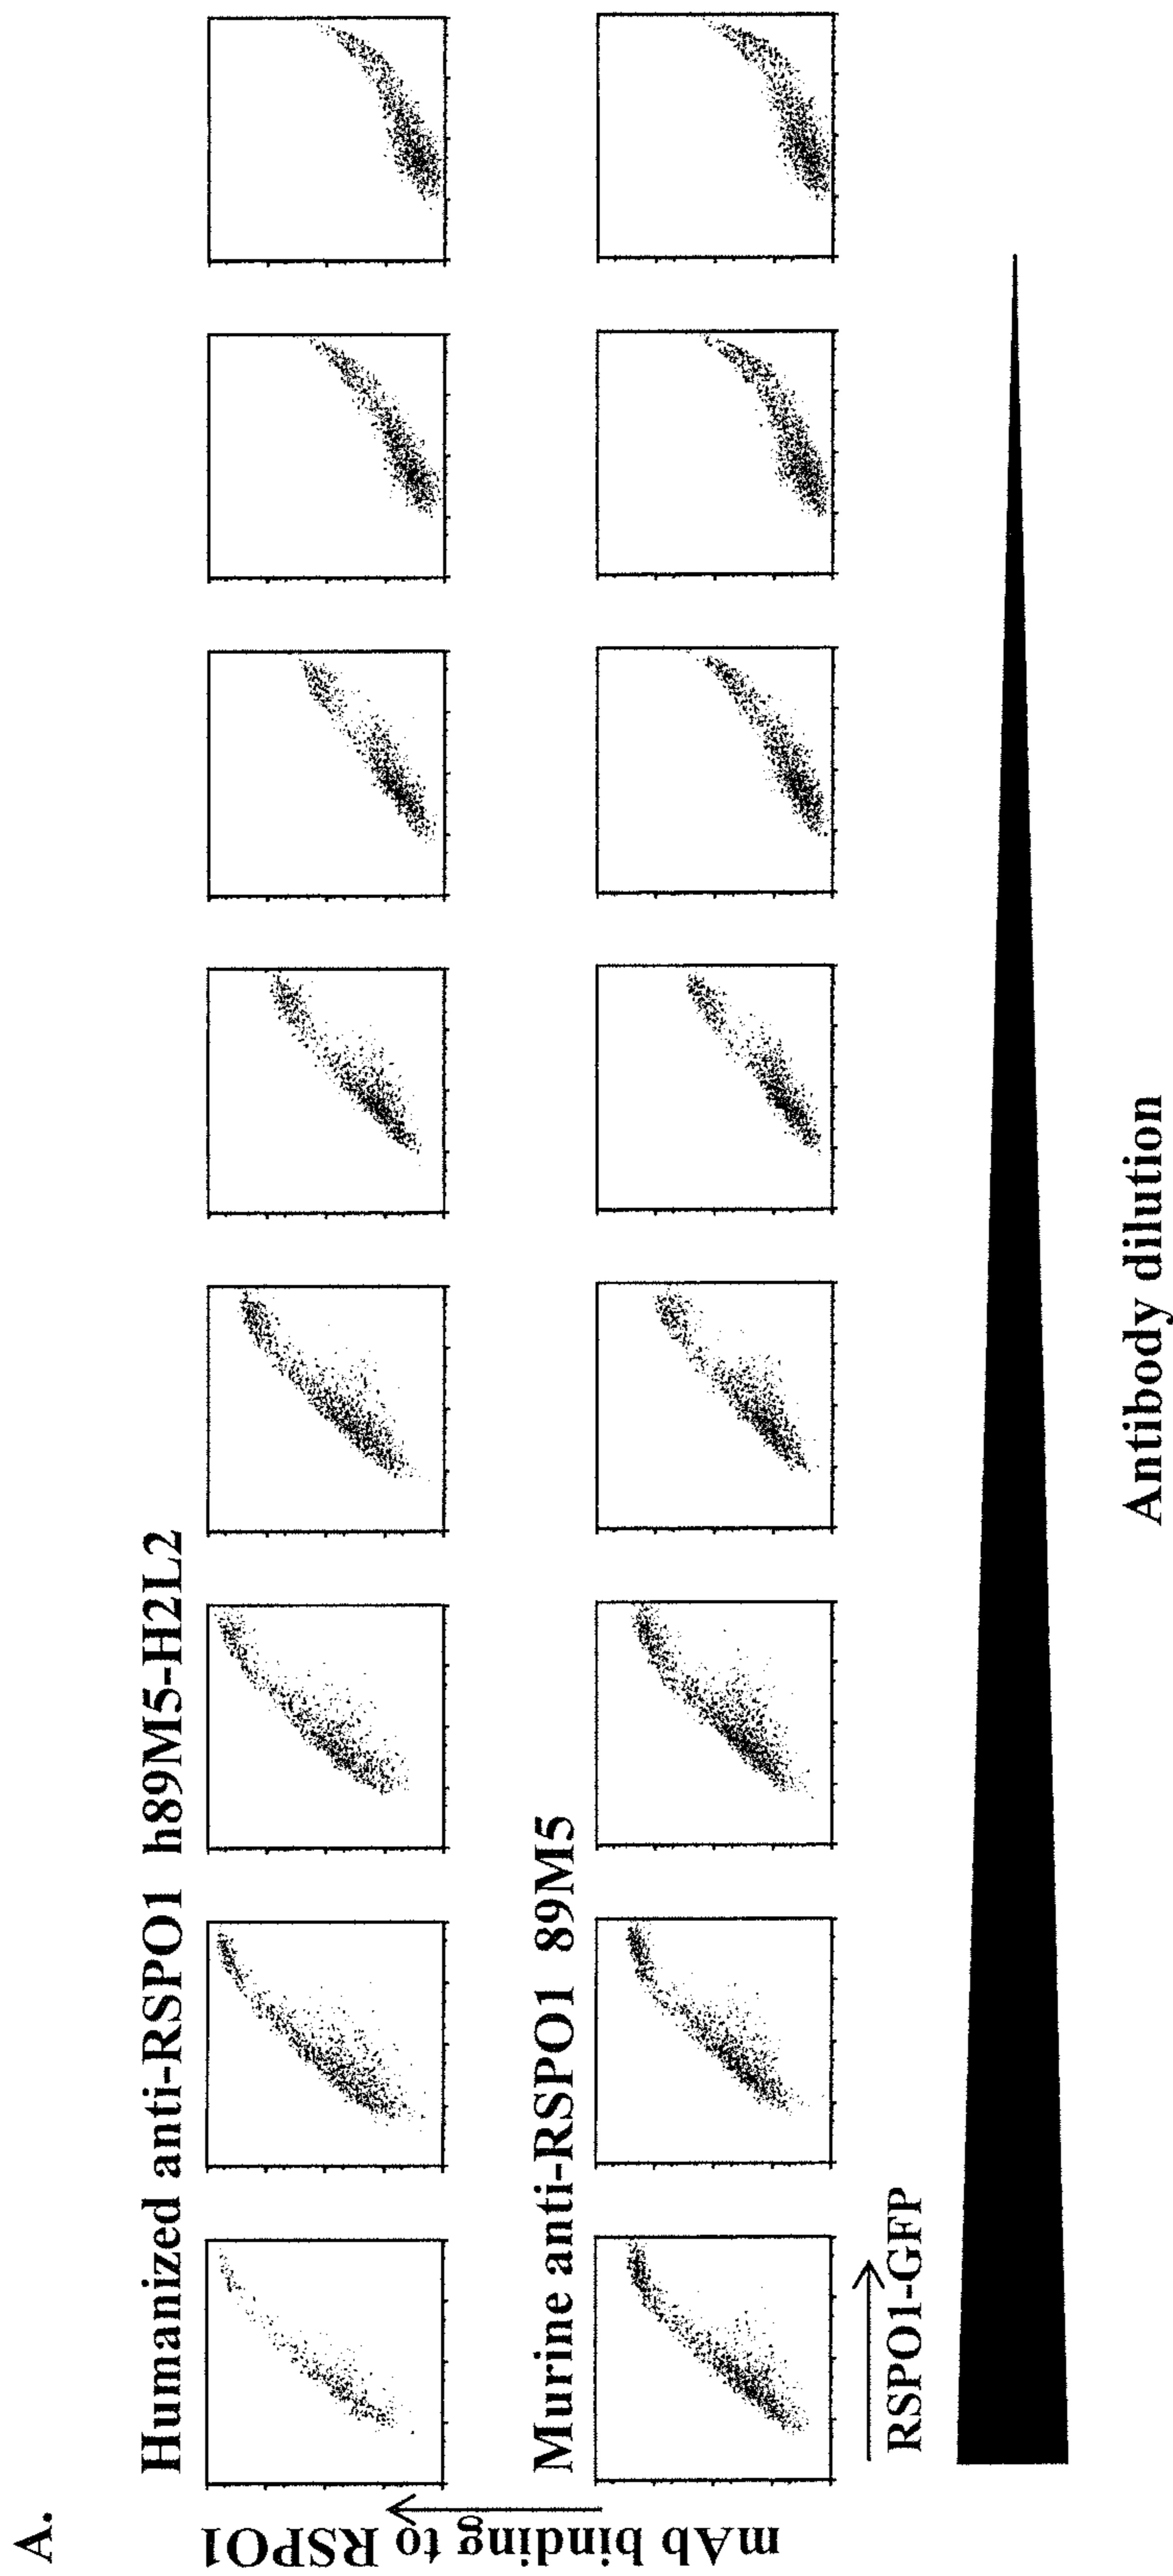 A.
Humanized anti-RSPO1 h89M5-H2L2
Murine anti-RSPO1 89M5
mAb binding to RSPO1
RSPO1-GFP
Antibody dilution